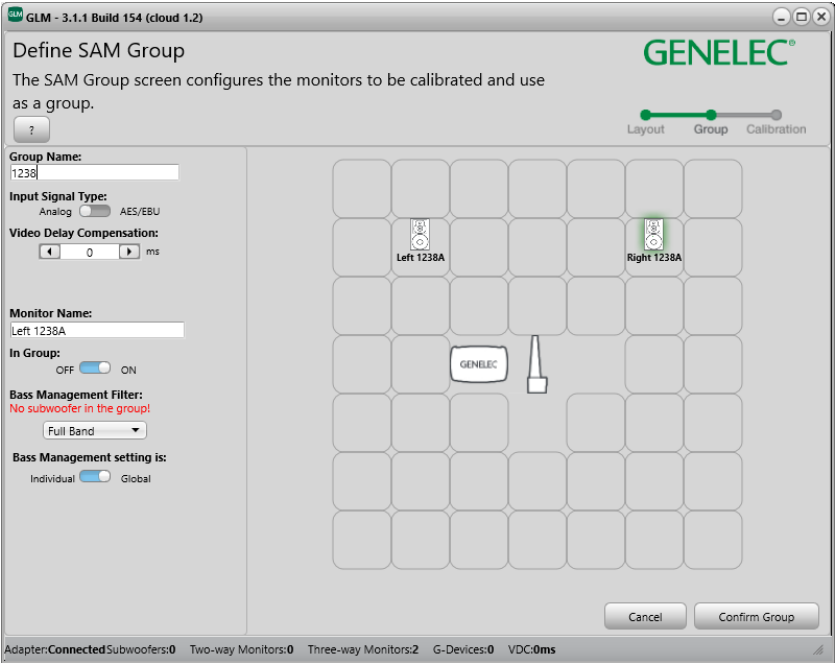 GLM - 3.1.1 Build 154 (cloud 1.2)
Define SAM Group
The SAM Group screen configures the monitors to be calibrated and use
as a group.
?
GENELEC®
Layout Group Calibration
Group Name:
1238
Input Signal Type:
Analog AES/EBU
Video Delay Compensation:
0 ms
Monitor Name:
Left 1238A
In Group:
OFF ON
Bass Management Filter:
No subwoofer in the group!
Full Band
Bass Management setting is:
Individual Global
Left 1238A Right 1238A
GENELEC
Cancel Confirm Group
Adapter:Connected Subwoofers:0 Two-way Monitors:0 Three-way Monitors:2 G-Devices:0 VDC:0ms